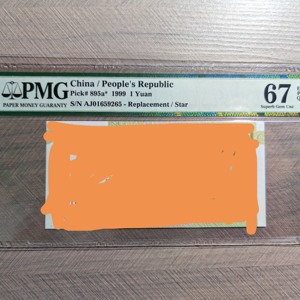 PMG
PAPER MONEY GUARANTY
China / People's Republic
Pick# 895a* 1999 1 Yuan
S/N AJ01659265 - Replacement / Star
67
Superb Gem Unc
E
P
Q